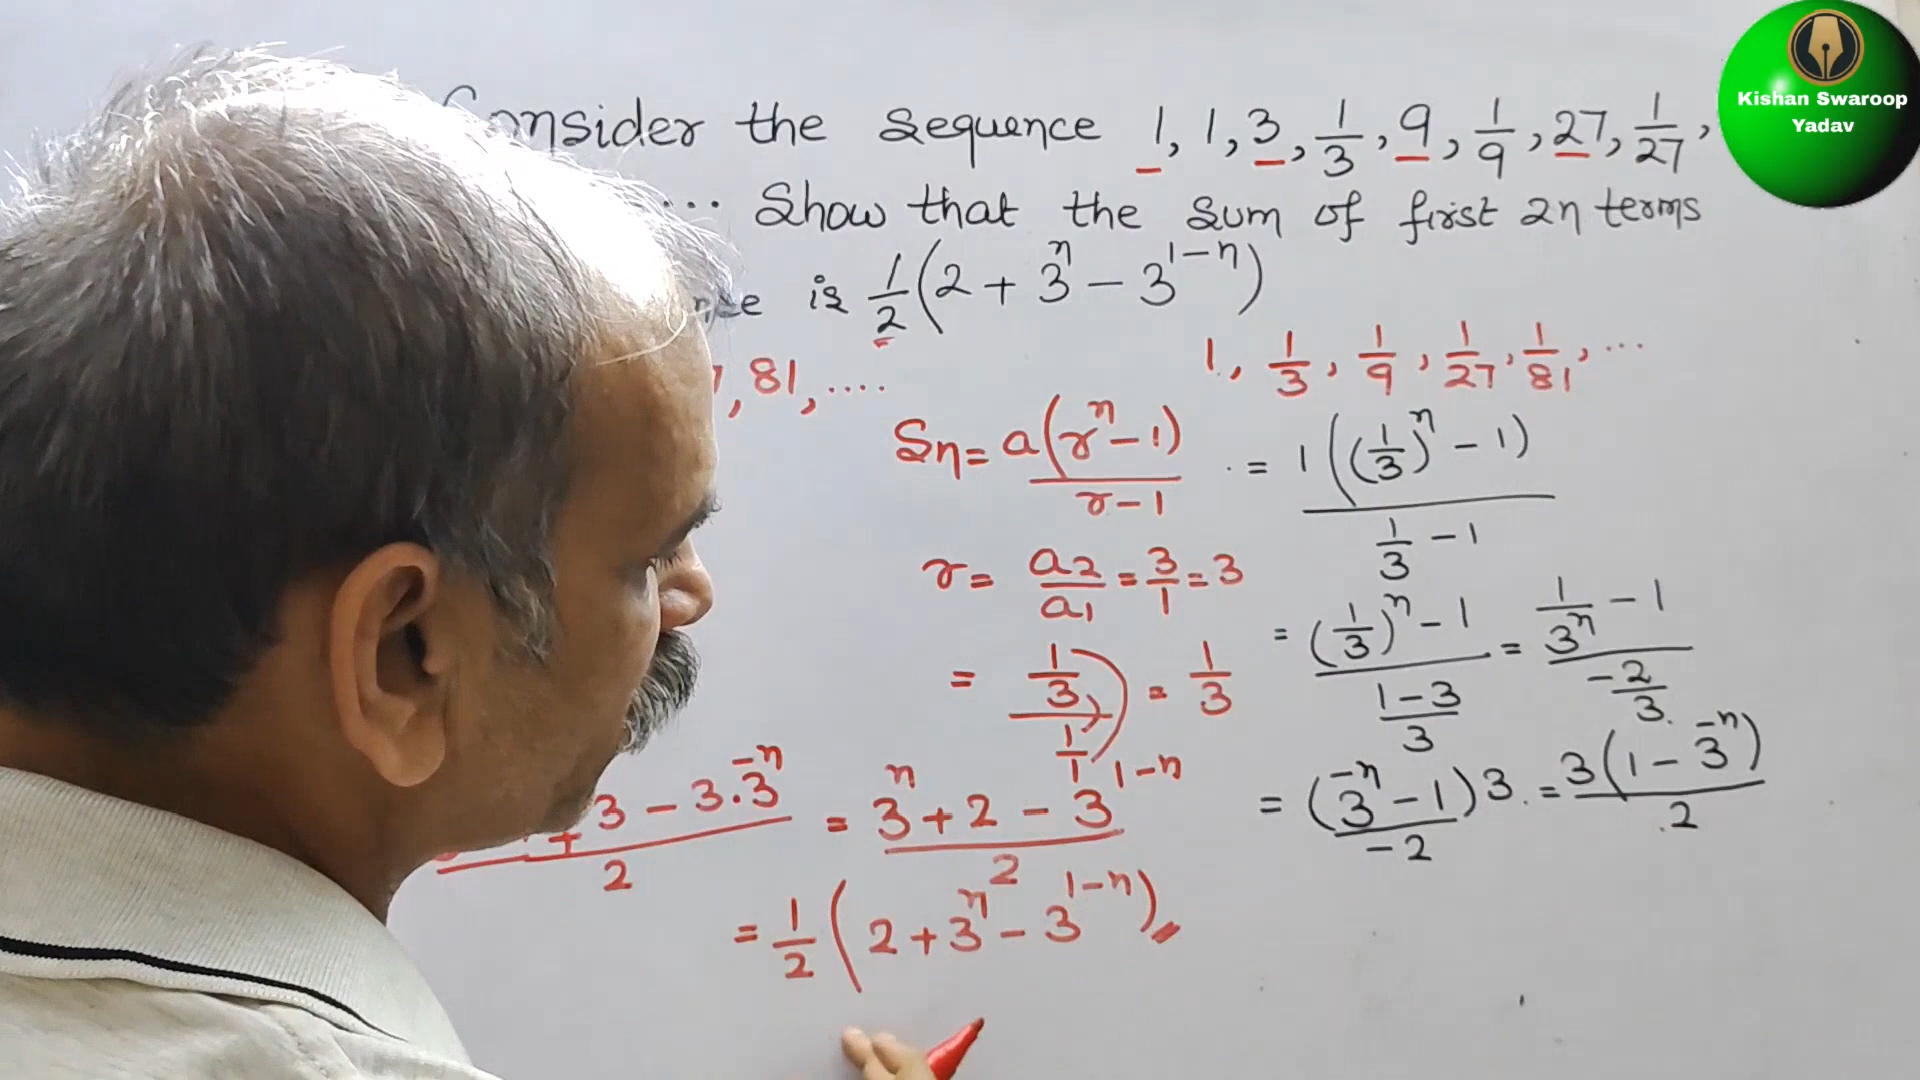 Consider the sequence 1, 1, 3, 1/3, 9, 1/9, 27, 1/27,
... Show that the sum of first 2n terms
is 1/2(2 + 3^n - 3^(1-n))
81, ....
1, 1/3, 1/9, 1/27, 1/81, ...
Sn = a(r^n - 1)/(r - 1)
r = a2/a1 = 3/1 = 3
= (1/3)/(1/1) = 1/3
= 1((1/3)^n - 1)/(1/3 - 1)
= ((1/3)^n - 1)/((1-3)/3) = (1/3^n - 1)/(-2/3)
= (3^-n - 1)3/-2 = 3(1 - 3^-n)/2
+ 3 - 3·3^-n / 2 = (3^n + 2 - 3^(1-n))/2
= 1/2(2 + 3^n - 3^(1-n))
Kishan Swaroop
Yadav